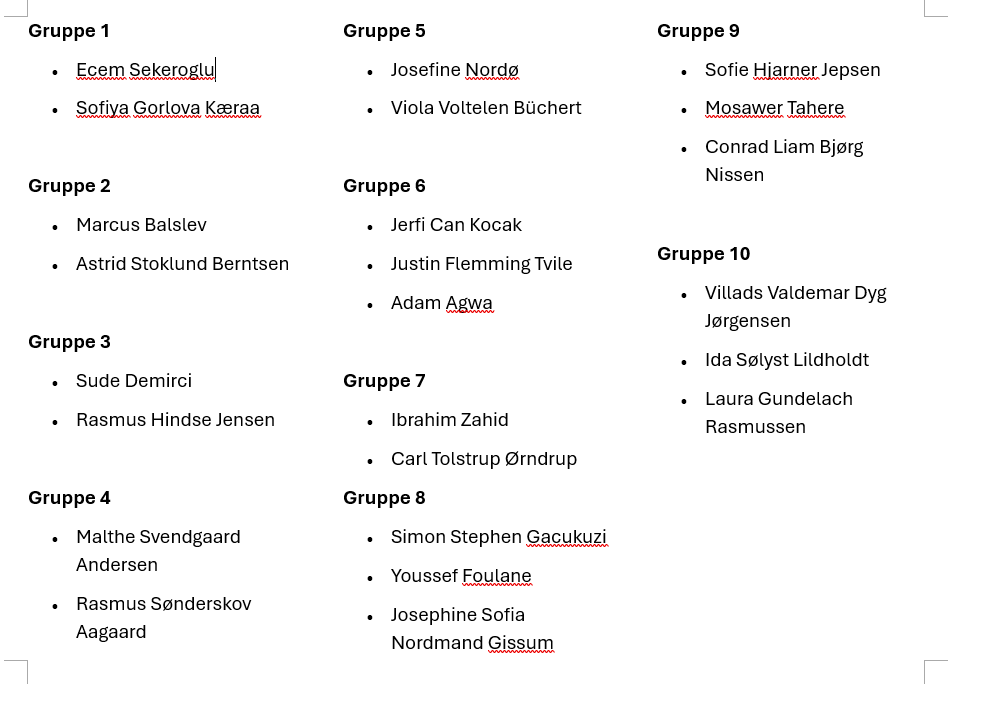 Gruppe 1
• Ecem Sekeroglu
• Sofiya Gorlova Kæraa
Gruppe 2
• Marcus Balslev
• Astrid Stoklund Berntsen
Gruppe 3
• Sude Demirci
• Rasmus Hindse Jensen
Gruppe 4
• Malthe Svendgaard
Andersen
• Rasmus Sønderskov
Aagaard
Gruppe 5
• Josefine Nordø
• Viola Voltelen Büchert
Gruppe 6
• Jerfi Can Kocak
• Justin Flemming Tvile
• Adam Agwa
Gruppe 7
• Ibrahim Zahid
• Carl Tolstrup Ørndrup
Gruppe 8
• Simon Stephen Gacukuzi
• Youssef Foulane
• Josephine Sofia
Nordmand Gissum
Gruppe 9
• Sofie Hjarner Jepsen
• Mosawer Tahere
• Conrad Liam Bjørg
Nissen
Gruppe 10
• Villads Valdemar Dyg
Jørgensen
• Ida Sølyst Lildholdt
• Laura Gundelach
Rasmussen